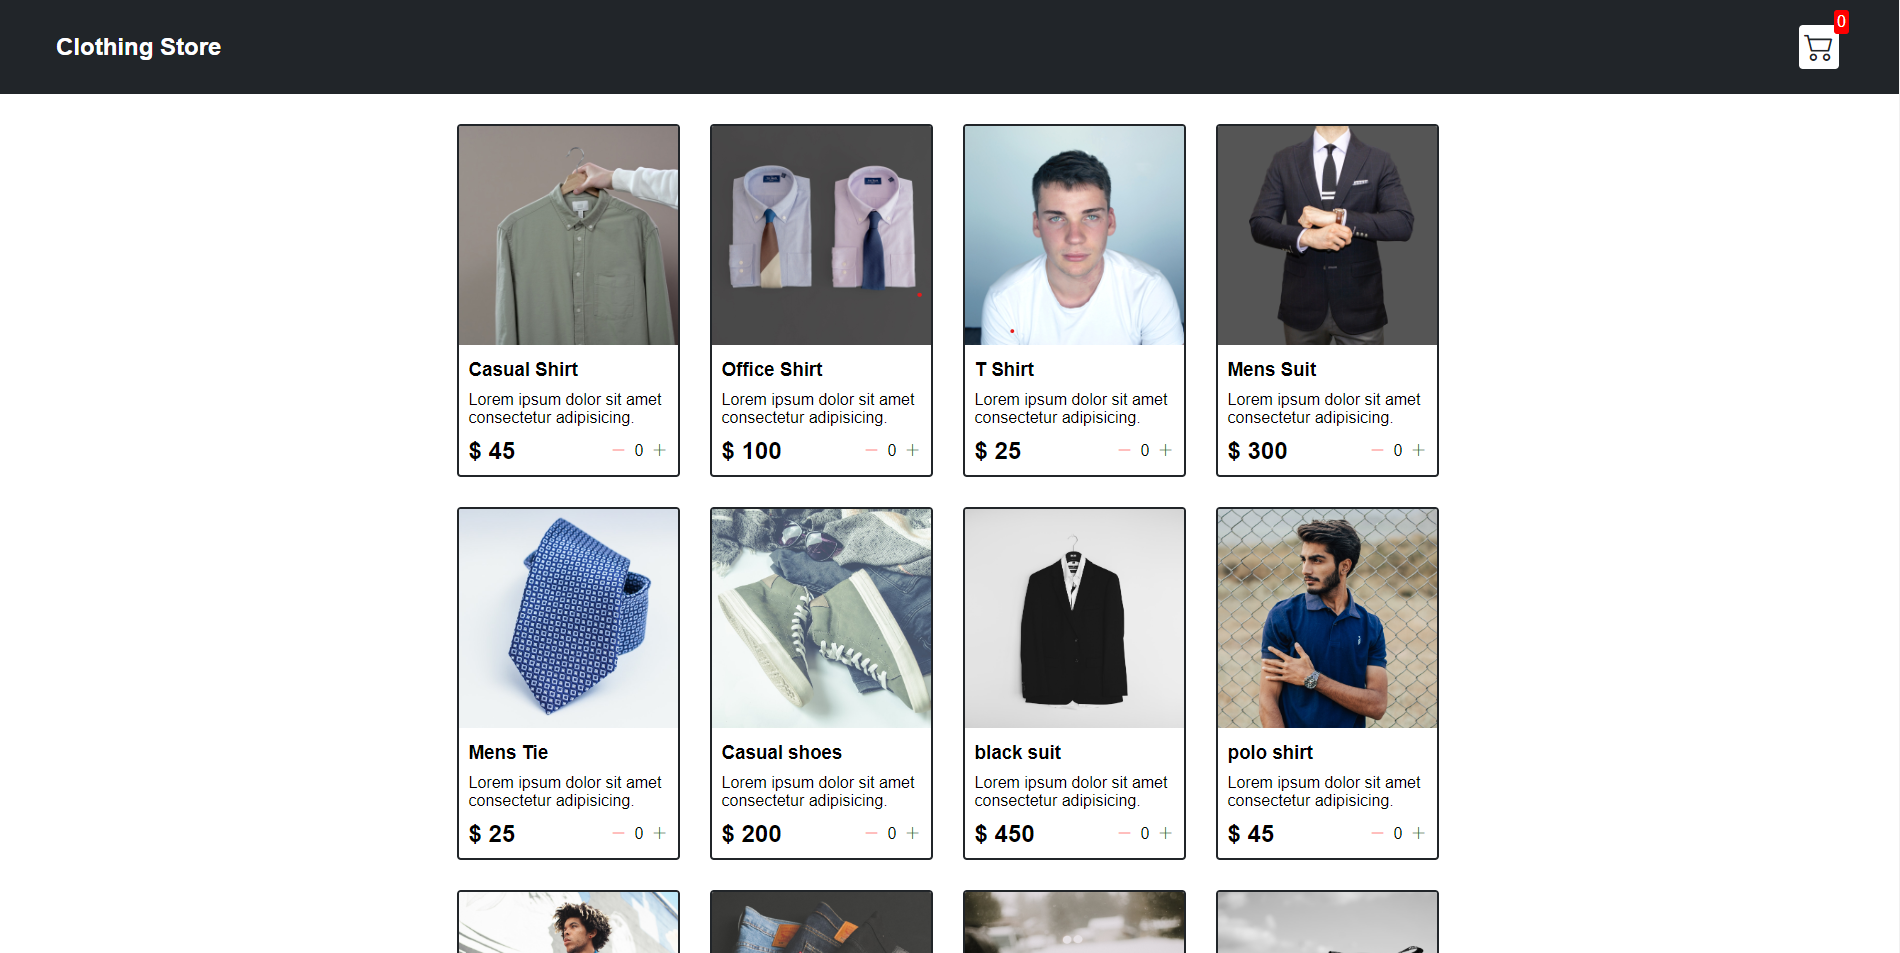 Clothing Store
0
Casual Shirt
Lorem ipsum dolor sit amet
consectetur adipisicing.
$ 45
− 0 +
Office Shirt
Lorem ipsum dolor sit amet
consectetur adipisicing.
$ 100
− 0 +
T Shirt
Lorem ipsum dolor sit amet
consectetur adipisicing.
$ 25
− 0 +
Mens Suit
Lorem ipsum dolor sit amet
consectetur adipisicing.
$ 300
− 0 +
Mens Tie
Lorem ipsum dolor sit amet
consectetur adipisicing.
$ 25
− 0 +
Casual shoes
Lorem ipsum dolor sit amet
consectetur adipisicing.
$ 200
− 0 +
black suit
Lorem ipsum dolor sit amet
consectetur adipisicing.
$ 450
− 0 +
polo shirt
Lorem ipsum dolor sit amet
consectetur adipisicing.
$ 45
− 0 +